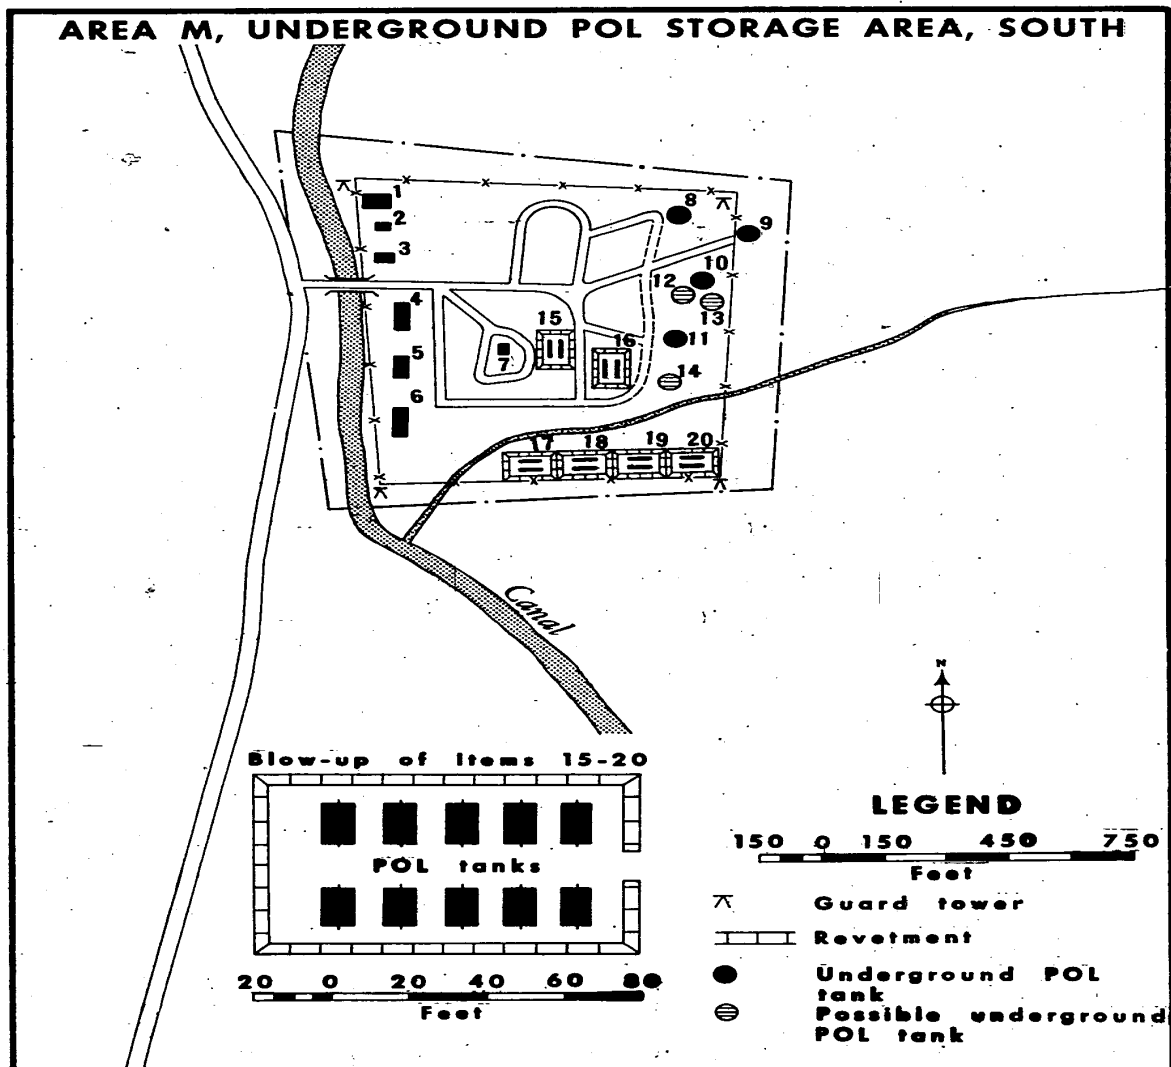 AREA M, UNDERGROUND POL STORAGE AREA, SOUTH
1
2
3
4
5
6
7
8
9
10
11
12
13
14
15
16
17
18
19
20
Canal
N
Blow-up of Items 15-20
POL tanks
20 0 20 40 60 80
Feet
LEGEND
150 0 150 450 750
Feet
Guard tower
Revetment
Underground POL
tank
Possible underground
POL tank